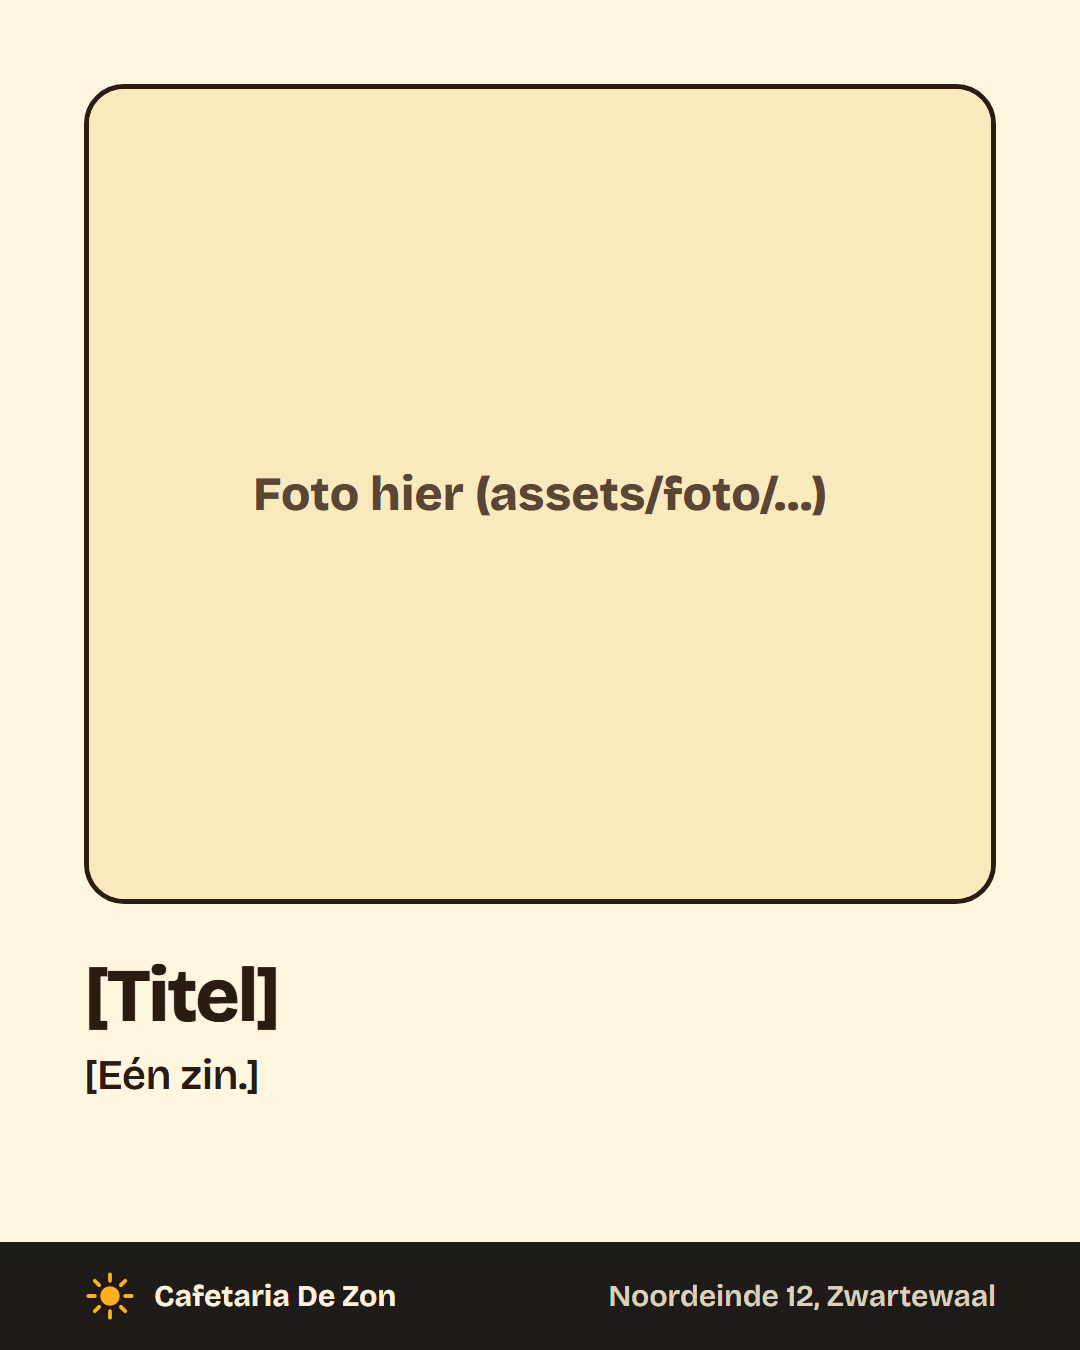 Foto hier (assets/foto/...)
[Titel]
[Eén zin.]
Cafetaria De Zon
Noordeinde 12, Zwartewaal